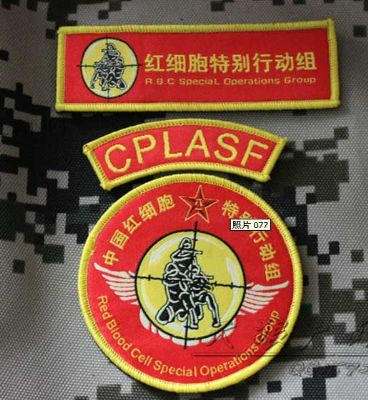 红细胞特别行动组
R.B.C Special Operations Group
CPLASF
中国红细胞 特别行动组
照片 077
Red Blood Cell Special Operations Group